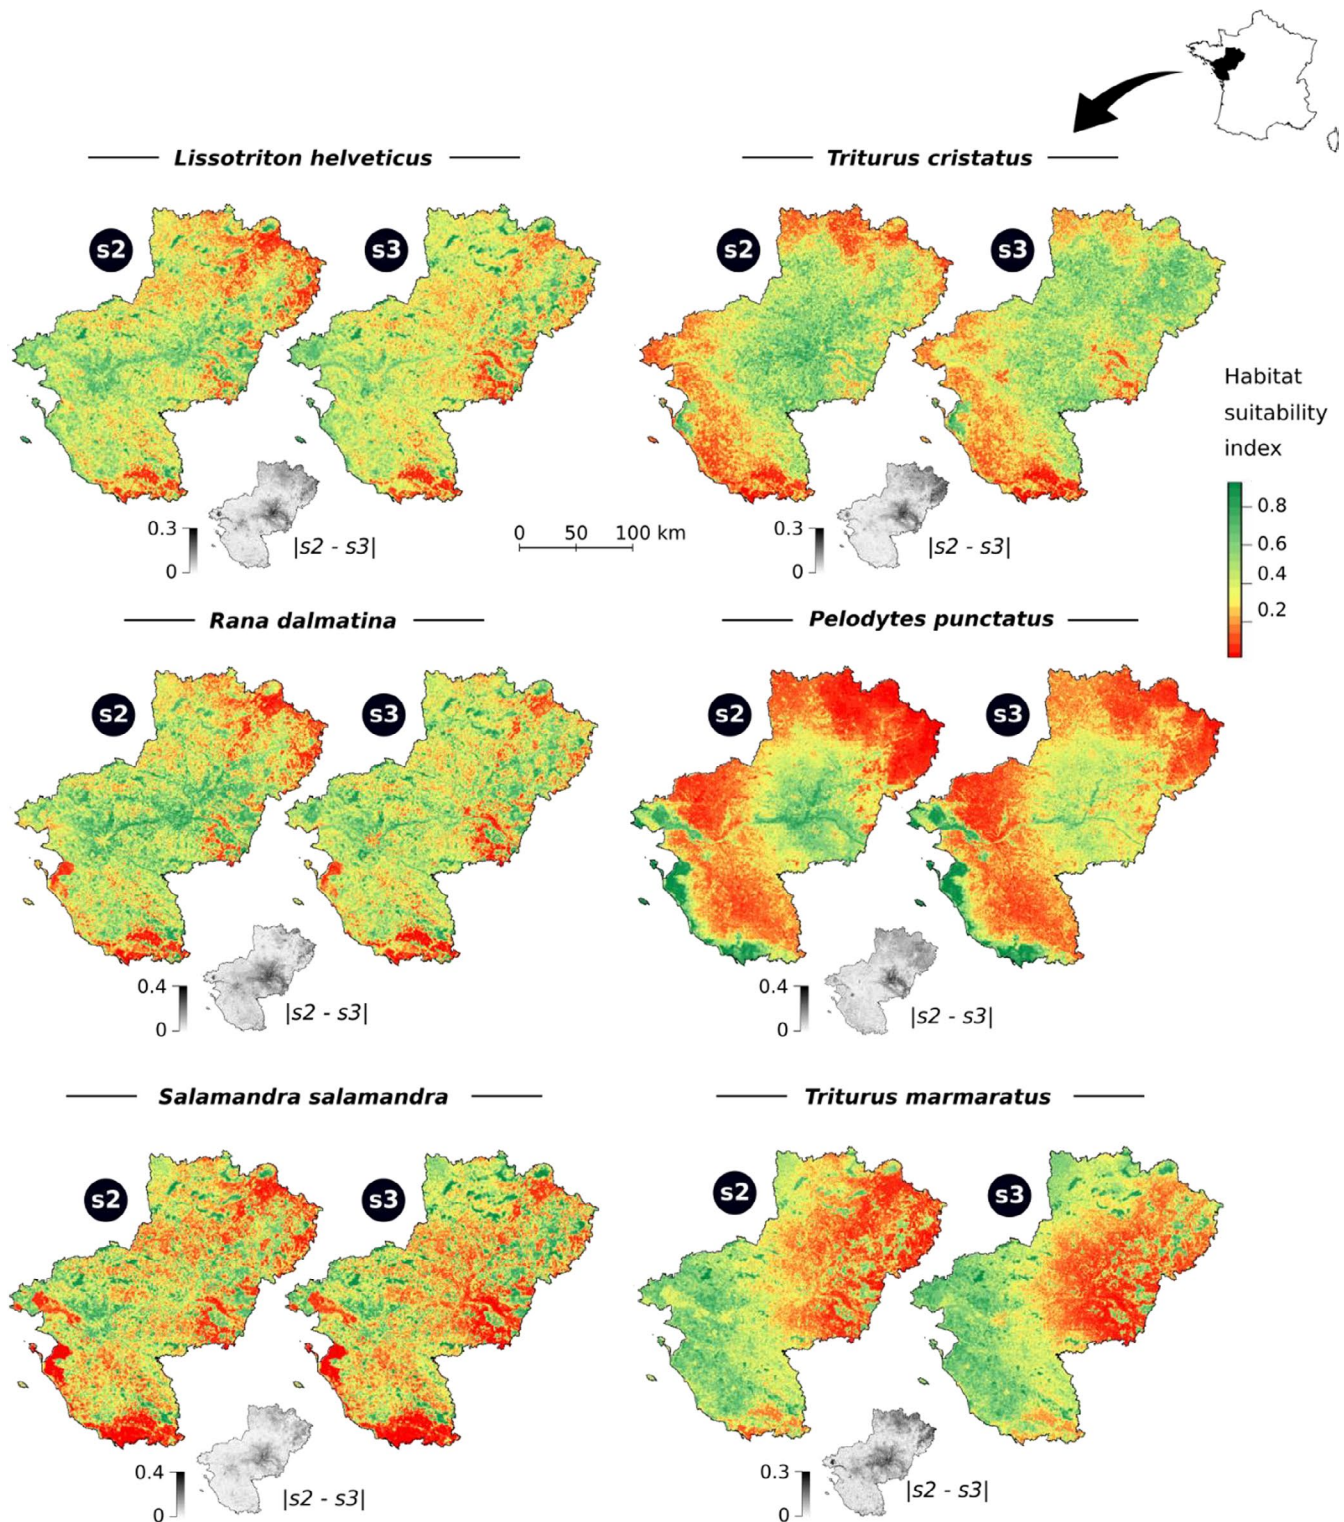 Lissotriton helveticus
Triturus cristatus
s2
s3
s2
s3
Habitat
suitability
index
0.8
0.6
0.4
0.2
0.3
0
|s2 - s3|
0 50 100 km
0.3
0
|s2 - s3|
Rana dalmatina
Pelodytes punctatus
s2
s3
s2
s3
0.4
0
|s2 - s3|
0.4
0
|s2 - s3|
Salamandra salamandra
Triturus marmaratus
s2
s3
s2
s3
0.4
0
|s2 - s3|
0.3
0
|s2 - s3|